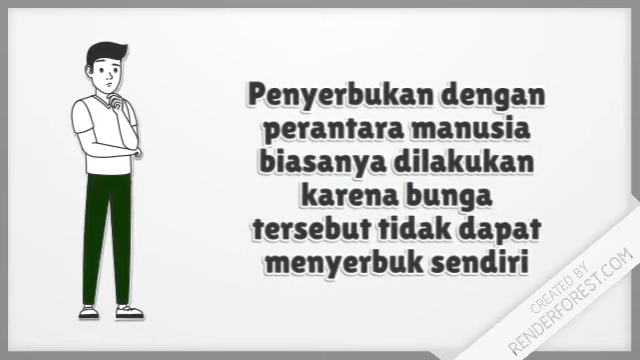 Penyerbukan dengan
perantara manusia
biasanya dilakukan
karena bunga
tersebut tidak dapat
menyerbuk sendiri
CREATED BY
RENDERFOREST.COM